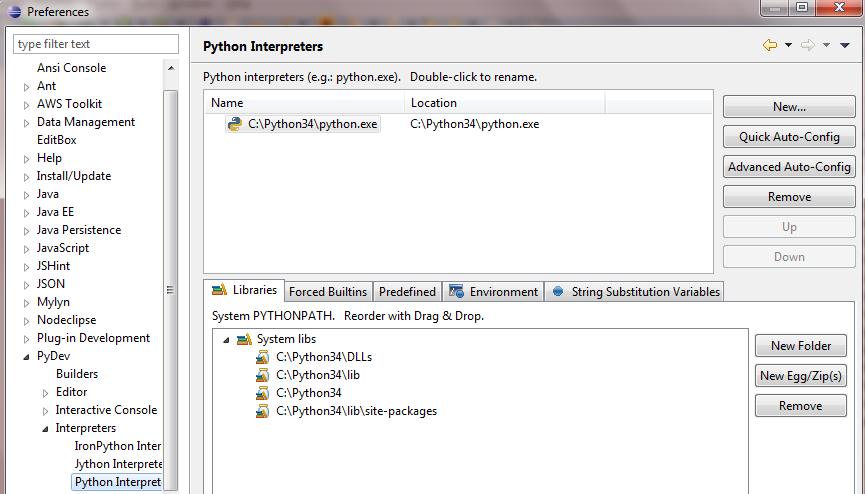 Preferences
type filter text
Ansi Console
Ant
AWS Toolkit
Data Management
EditBox
Help
Install/Update
Java
Java EE
Java Persistence
JavaScript
JSHint
JSON
Mylyn
Nodeclipse
Plug-in Development
PyDev
Builders
Editor
Interactive Console
Interpreters
IronPython Inter
Jython Interprete
Python Interpret
Python Interpreters
Python interpreters (e.g.: python.exe).   Double-click to rename.
Name Location
C:\Python34\python.exe C:\Python34\python.exe
New...
Quick Auto-Config
Advanced Auto-Config
Remove
Up
Down
Libraries Forced Builtins Predefined Environment String Substitution Variables
System PYTHONPATH.   Reorder with Drag & Drop.
System libs
C:\Python34\DLLs
C:\Python34\lib
C:\Python34
C:\Python34\lib\site-packages
New Folder
New Egg/Zip(s)
Remove